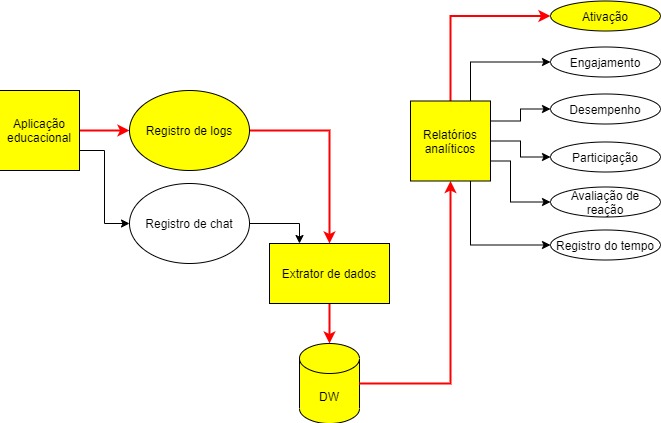 Aplicação
educacional
Registro de logs
Registro de chat
Extrator de dados
DW
Relatórios
analíticos
Ativação
Engajamento
Desempenho
Participação
Avaliação de
reação
Registro do tempo